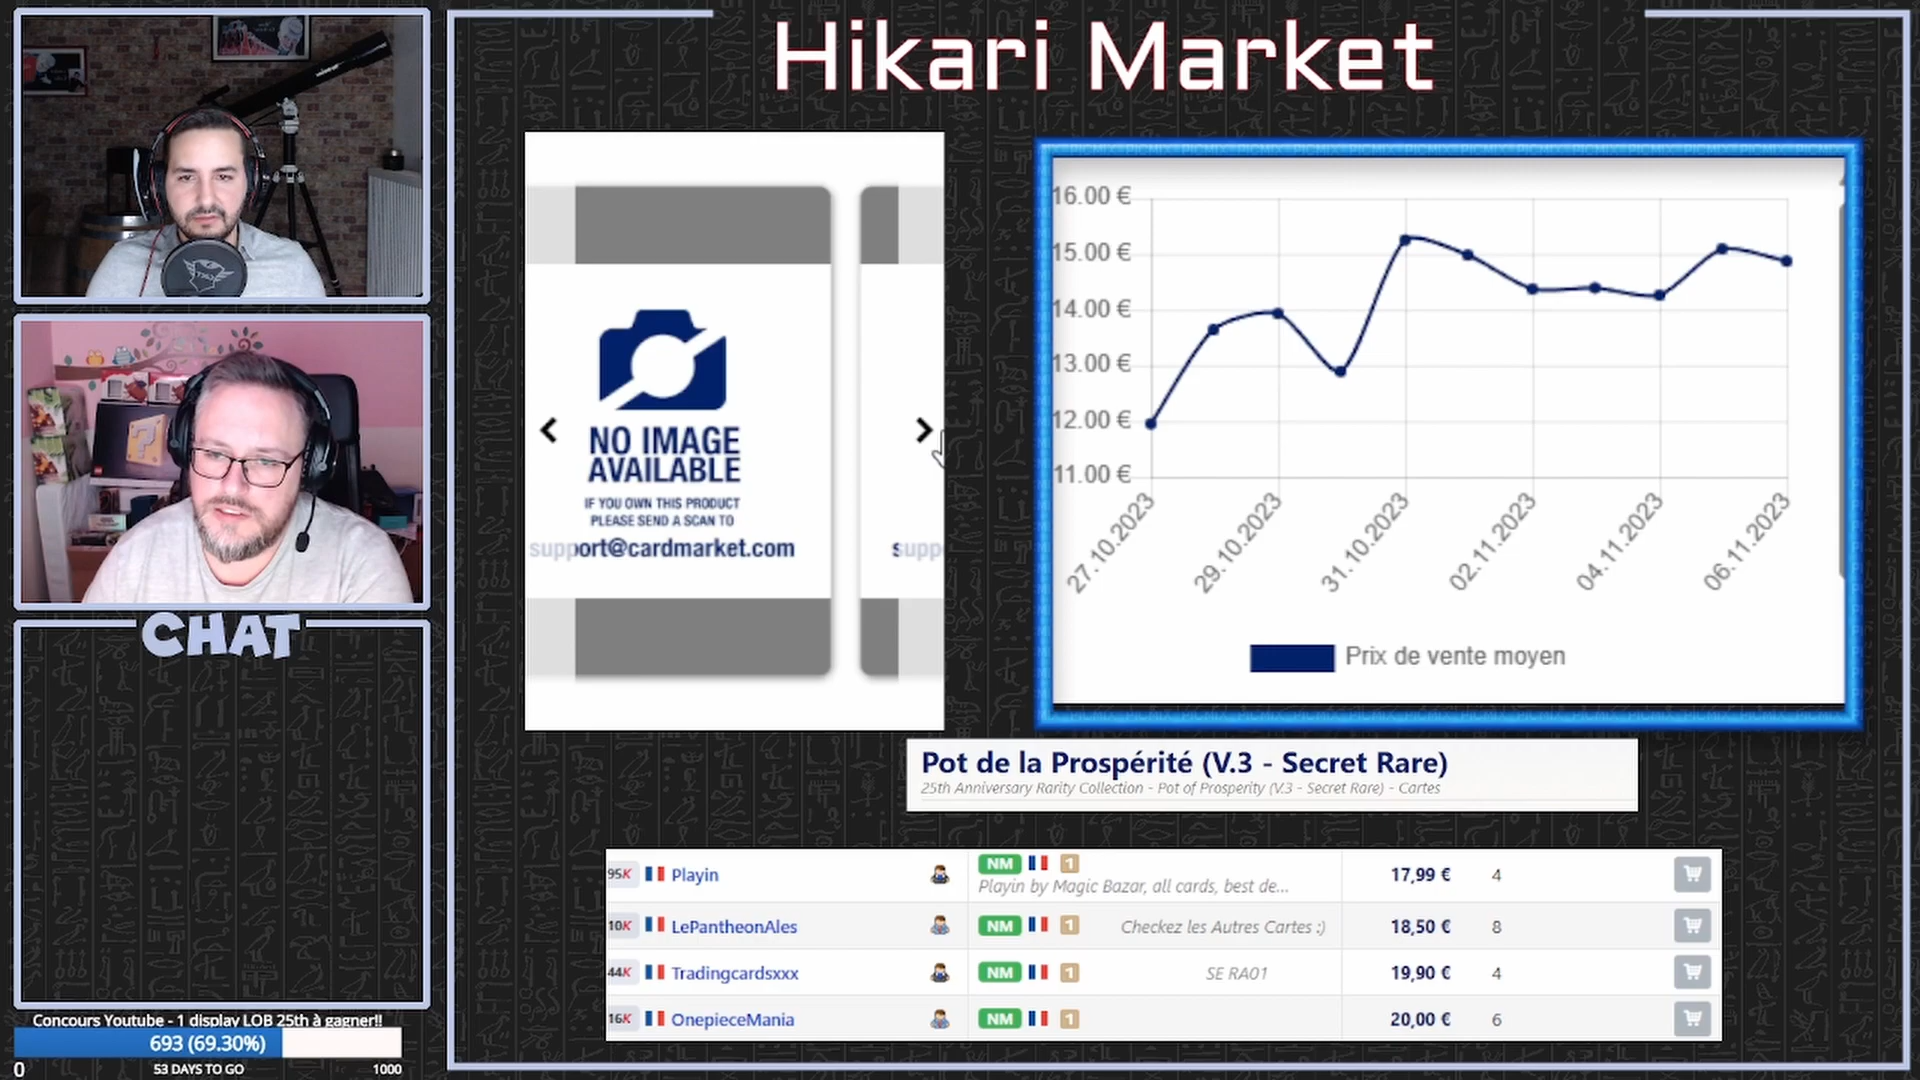 Hikari Market
NO IMAGE
AVAILABLE
IF YOU OWN THIS PRODUCT
PLEASE SEND A SCAN TO
support@cardmarket.com
supp
16.00 €
15.00 €
14.00 €
13.00 €
12.00 €
11.00 €
27.10.2023
29.10.2023
31.10.2023
02.11.2023
04.11.2023
06.11.2023
Prix de vente moyen
Pot de la Prospérité (V.3 - Secret Rare)
25th Anniversary Rarity Collection - Pot of Prosperity (V.3 - Secret Rare) - Cartes
95K Playin NM 1 17,99 € 4
Playin by Magic Bazar, all cards, best de...
10K LePantheonAles NM 1 Checkez les Autres Cartes :) 18,50 € 8
44K Tradingcardsxxx NM 1 SE RA01 19,90 € 4
16K OnepieceMania NM 1 20,00 € 6
CHAT
Concours Youtube - 1 display LOB 25th à gagner!!
693 (69.30%)
0 53 DAYS TO GO 1000